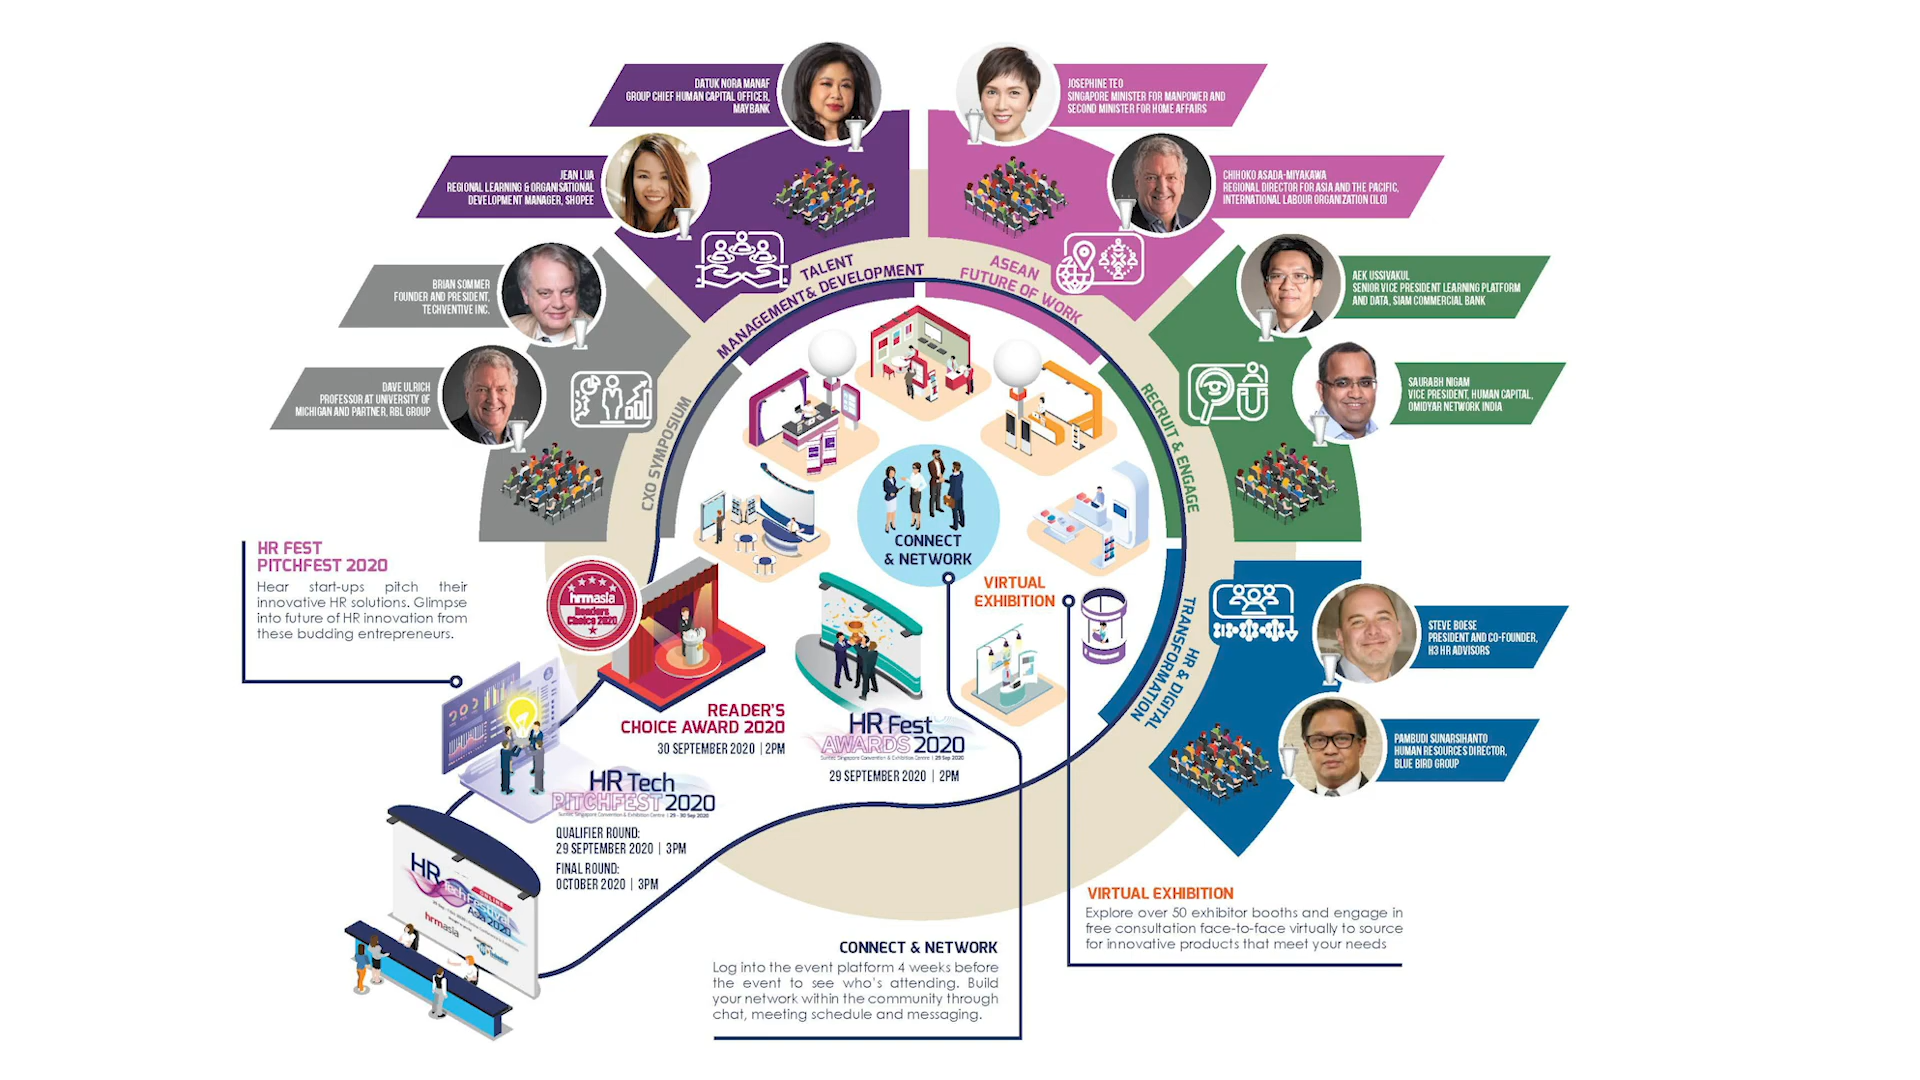 DATUK NORA MANAF
GROUP CHIEF HUMAN CAPITAL OFFICER,
MAYBANK
JOSEPHINE TEO
SINGAPORE MINISTER FOR MANPOWER AND
SECOND MINISTER FOR HOME AFFAIRS
JEAN LUA
REGIONAL LEARNING & ORGANISATIONAL
DEVELOPMENT MANAGER, SHOPEE
CHIHOKO ASADA-MIYAKAWA
REGIONAL DIRECTOR FOR ASIA AND THE PACIFIC,
INTERNATIONAL LABOUR ORGANIZATION (ILO)
BRIAN SOMMER
FOUNDER AND PRESIDENT,
TECHVENTIVE INC.
AEK USSIVAKUL
SENIOR VICE PRESIDENT LEARNING PLATFORM
AND DATA, SIAM COMMERCIAL BANK
DAVE ULRICH
PROFESSOR AT UNIVERSITY OF
MICHIGAN AND PARTNER, RBL GROUP
SAURABH NIGAM
VICE PRESIDENT, HUMAN CAPITAL,
OMIDYAR NETWORK INDIA
TALENT
MANAGEMENT & DEVELOPMENT
ASEAN
FUTURE OF WORK
CXO SYMPOSIUM
RECRUIT & ENGAGE
HR & DIGITAL
TRANSFORMATION
CONNECT
& NETWORK
VIRTUAL
EXHIBITION
STEVE BOESE
PRESIDENT AND CO-FOUNDER,
H3 HR ADVISORS
PAMBUDI SUNARSIHANTO
HUMAN RESOURCES DIRECTOR,
BLUE BIRD GROUP
HR FEST
PITCHFEST 2020
Hear start-ups pitch their
innovative HR solutions. Glimpse
into future of HR innovation from
these budding entrepreneurs.
hrmasia
Readers
Choice 2020
READER'S
CHOICE AWARD 2020
30 SEPTEMBER 2020 | 2PM
HR Fest
AWARDS 2020
Suntec Singapore Convention & Exhibition Centre | 29 Sep 2020
29 SEPTEMBER 2020 | 2PM
HR Tech
PITCHFEST 2020
Suntec Singapore Convention & Exhibition Centre | 29 - 30 Sep 2020
QUALIFIER ROUND:
29 SEPTEMBER 2020 | 3PM
FINAL ROUND:
OCTOBER 2020 | 3PM
HR
Tech Festival
ONLINE
Asia 2020
hrmasia
VIRTUAL EXHIBITION
Explore over 50 exhibitor booths and engage in
free consultation face-to-face virtually to source
for innovative products that meet your needs
CONNECT & NETWORK
Log into the event platform 4 weeks before
the event to see who's attending. Build
your network within the community through
chat, meeting schedule and messaging.